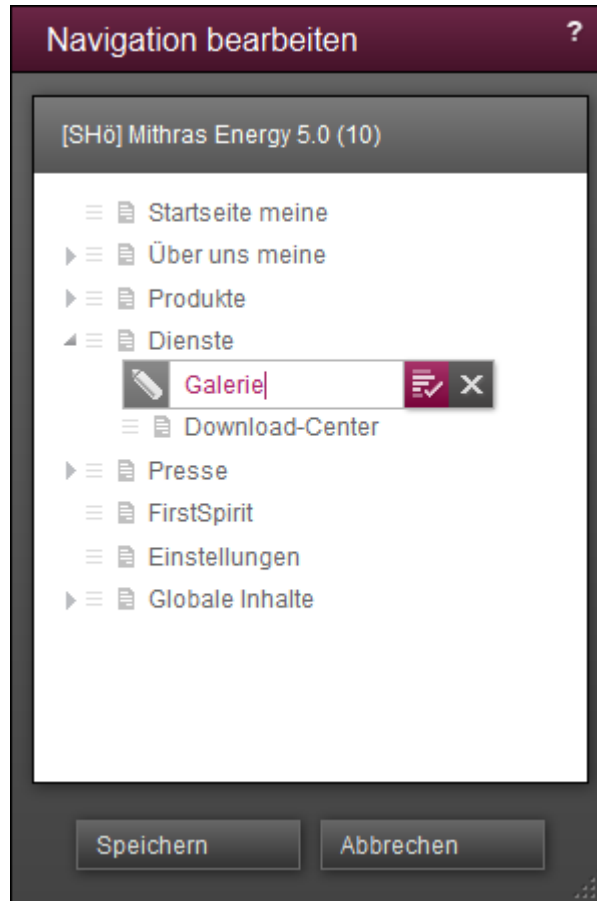 Navigation bearbeiten ?
[SHö] Mithras Energy 5.0 (10)
Startseite meine
Über uns meine
Produkte
Dienste
Galerie
Download-Center
Presse
FirstSpirit
Einstellungen
Globale Inhalte
Speichern Abbrechen